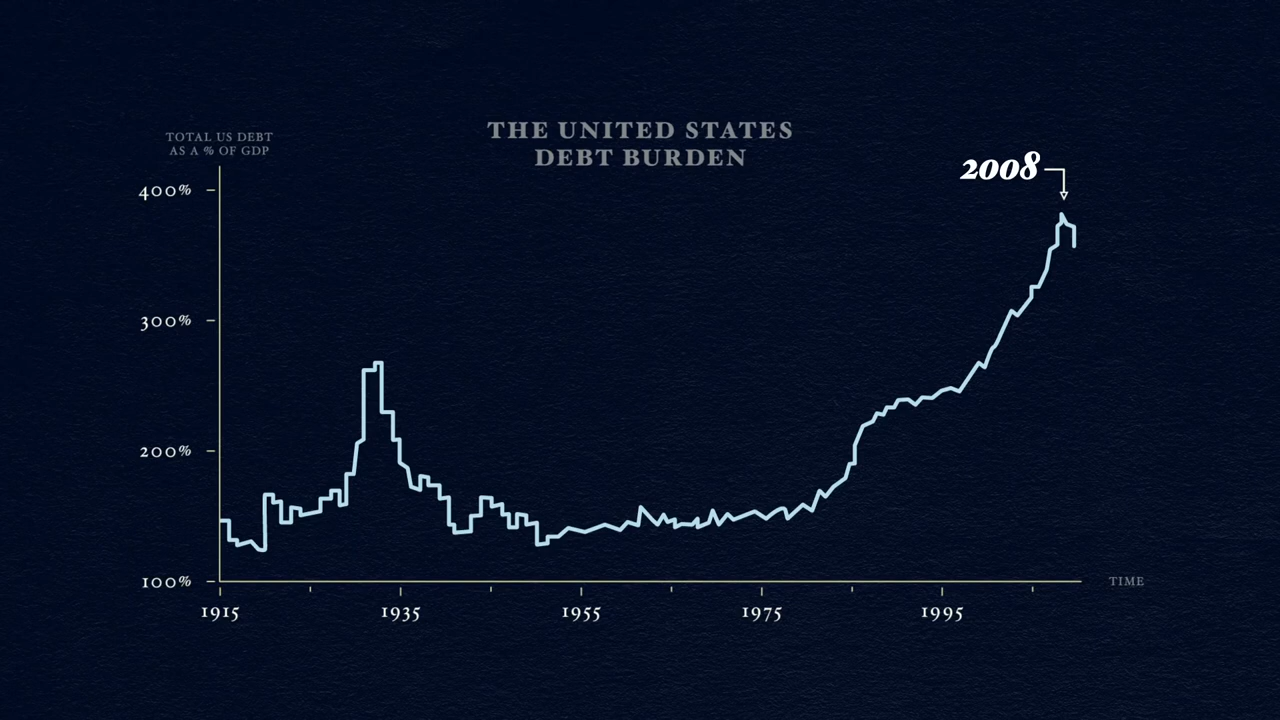 THE UNITED STATES
DEBT BURDEN
TOTAL US DEBT
AS A % OF GDP
2008
400%
300%
200%
100%
TIME
1915
1935
1955
1975
1995